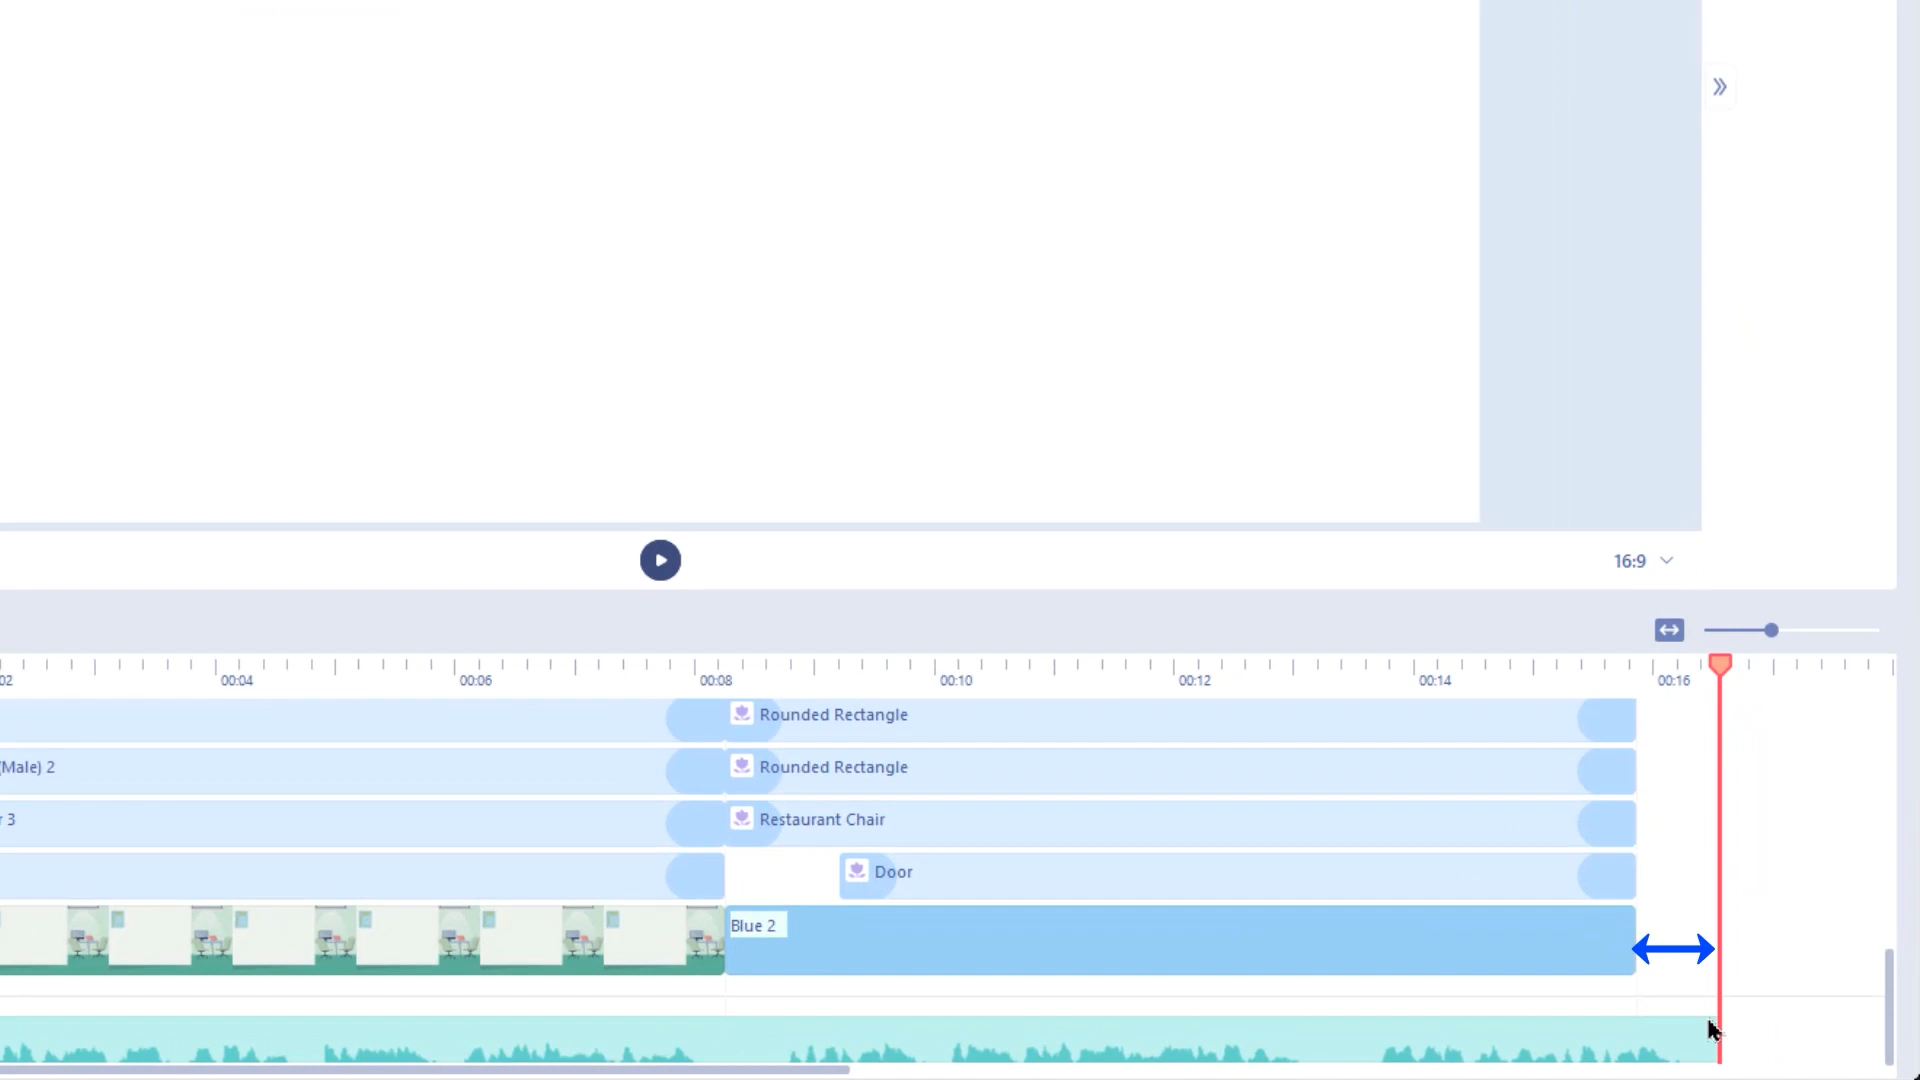 16:9
02 00:04 00:06 00:08 00:10 00:12 00:14 00:16
Rounded Rectangle
(Male) 2 Rounded Rectangle
r 3 Restaurant Chair
Door
Blue 2